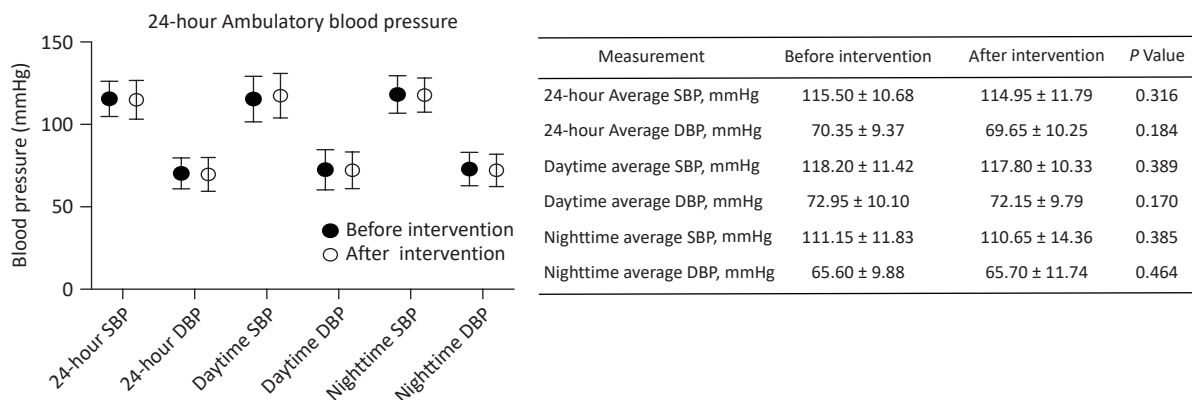 24-hour Ambulatory blood pressure
150
100
50
0
Blood pressure (mmHg)
Before intervention
After intervention
24-hour SBP
24-hour DBP
Daytime SBP
Daytime DBP
Nighttime SBP
Nighttime DBP
Measurement Before intervention After intervention P Value
24-hour Average SBP, mmHg 115.50 ± 10.68 114.95 ± 11.79 0.316
24-hour Average DBP, mmHg 70.35 ± 9.37 69.65 ± 10.25 0.184
Daytime average SBP, mmHg 118.20 ± 11.42 117.80 ± 10.33 0.389
Daytime average DBP, mmHg 72.95 ± 10.10 72.15 ± 9.79 0.170
Nighttime average SBP, mmHg 111.15 ± 11.83 110.65 ± 14.36 0.385
Nighttime average DBP, mmHg 65.60 ± 9.88 65.70 ± 11.74 0.464